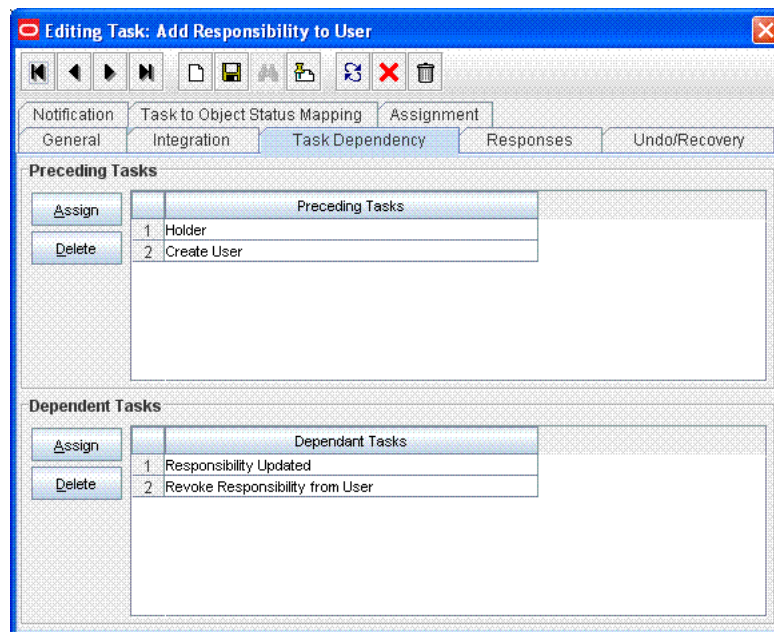 Editing Task: Add Responsibility to User
Notification Task to Object Status Mapping Assignment
General Integration Task Dependency Responses Undo/Recovery
Preceding Tasks
Assign
Delete
Preceding Tasks
1 Holder
2 Create User
Dependent Tasks
Assign
Delete
Dependant Tasks
1 Responsibility Updated
2 Revoke Responsibility from User